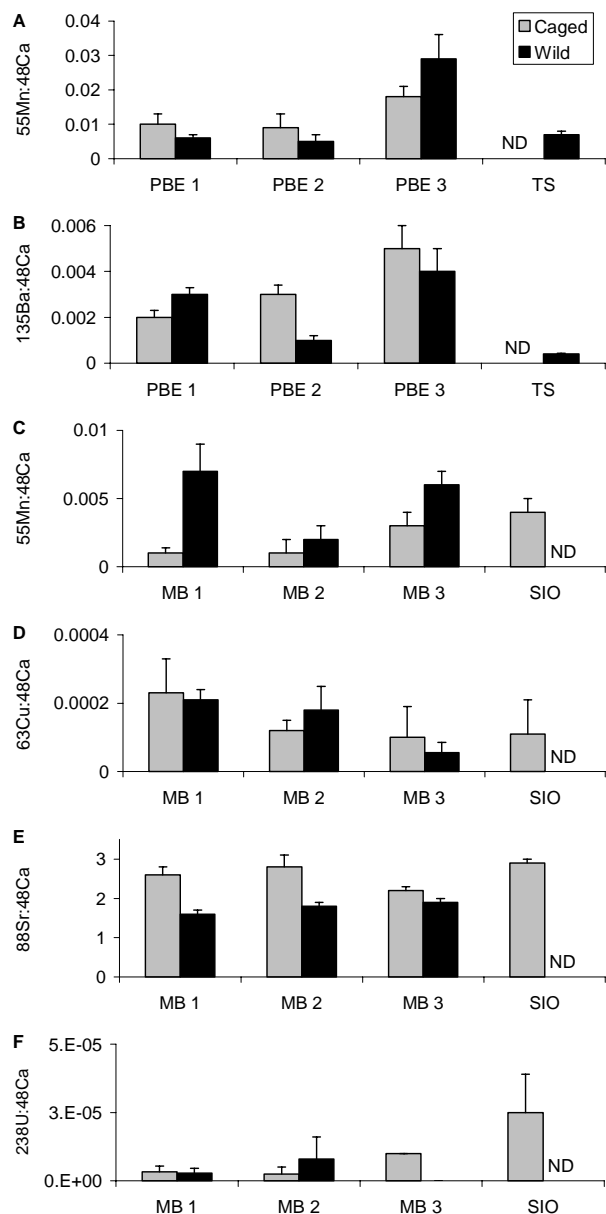 A
55Mn:48Ca
0.04
0.03
0.02
0.01
0
Caged
Wild
ND
PBE 1 PBE 2 PBE 3 TS
B
135Ba:48Ca
0.006
0.004
0.002
0
ND
PBE 1 PBE 2 PBE 3 TS
C
55Mn:48Ca
0.01
0.005
0
ND
MB 1 MB 2 MB 3 SIO
D
63Cu:48Ca
0.0004
0.0002
0
ND
MB 1 MB 2 MB 3 SIO
E
88Sr:48Ca
3
2
1
0
ND
MB 1 MB 2 MB 3 SIO
F
238U:48Ca
5.E-05
3.E-05
0.E+00
ND
MB 1 MB 2 MB 3 SIO